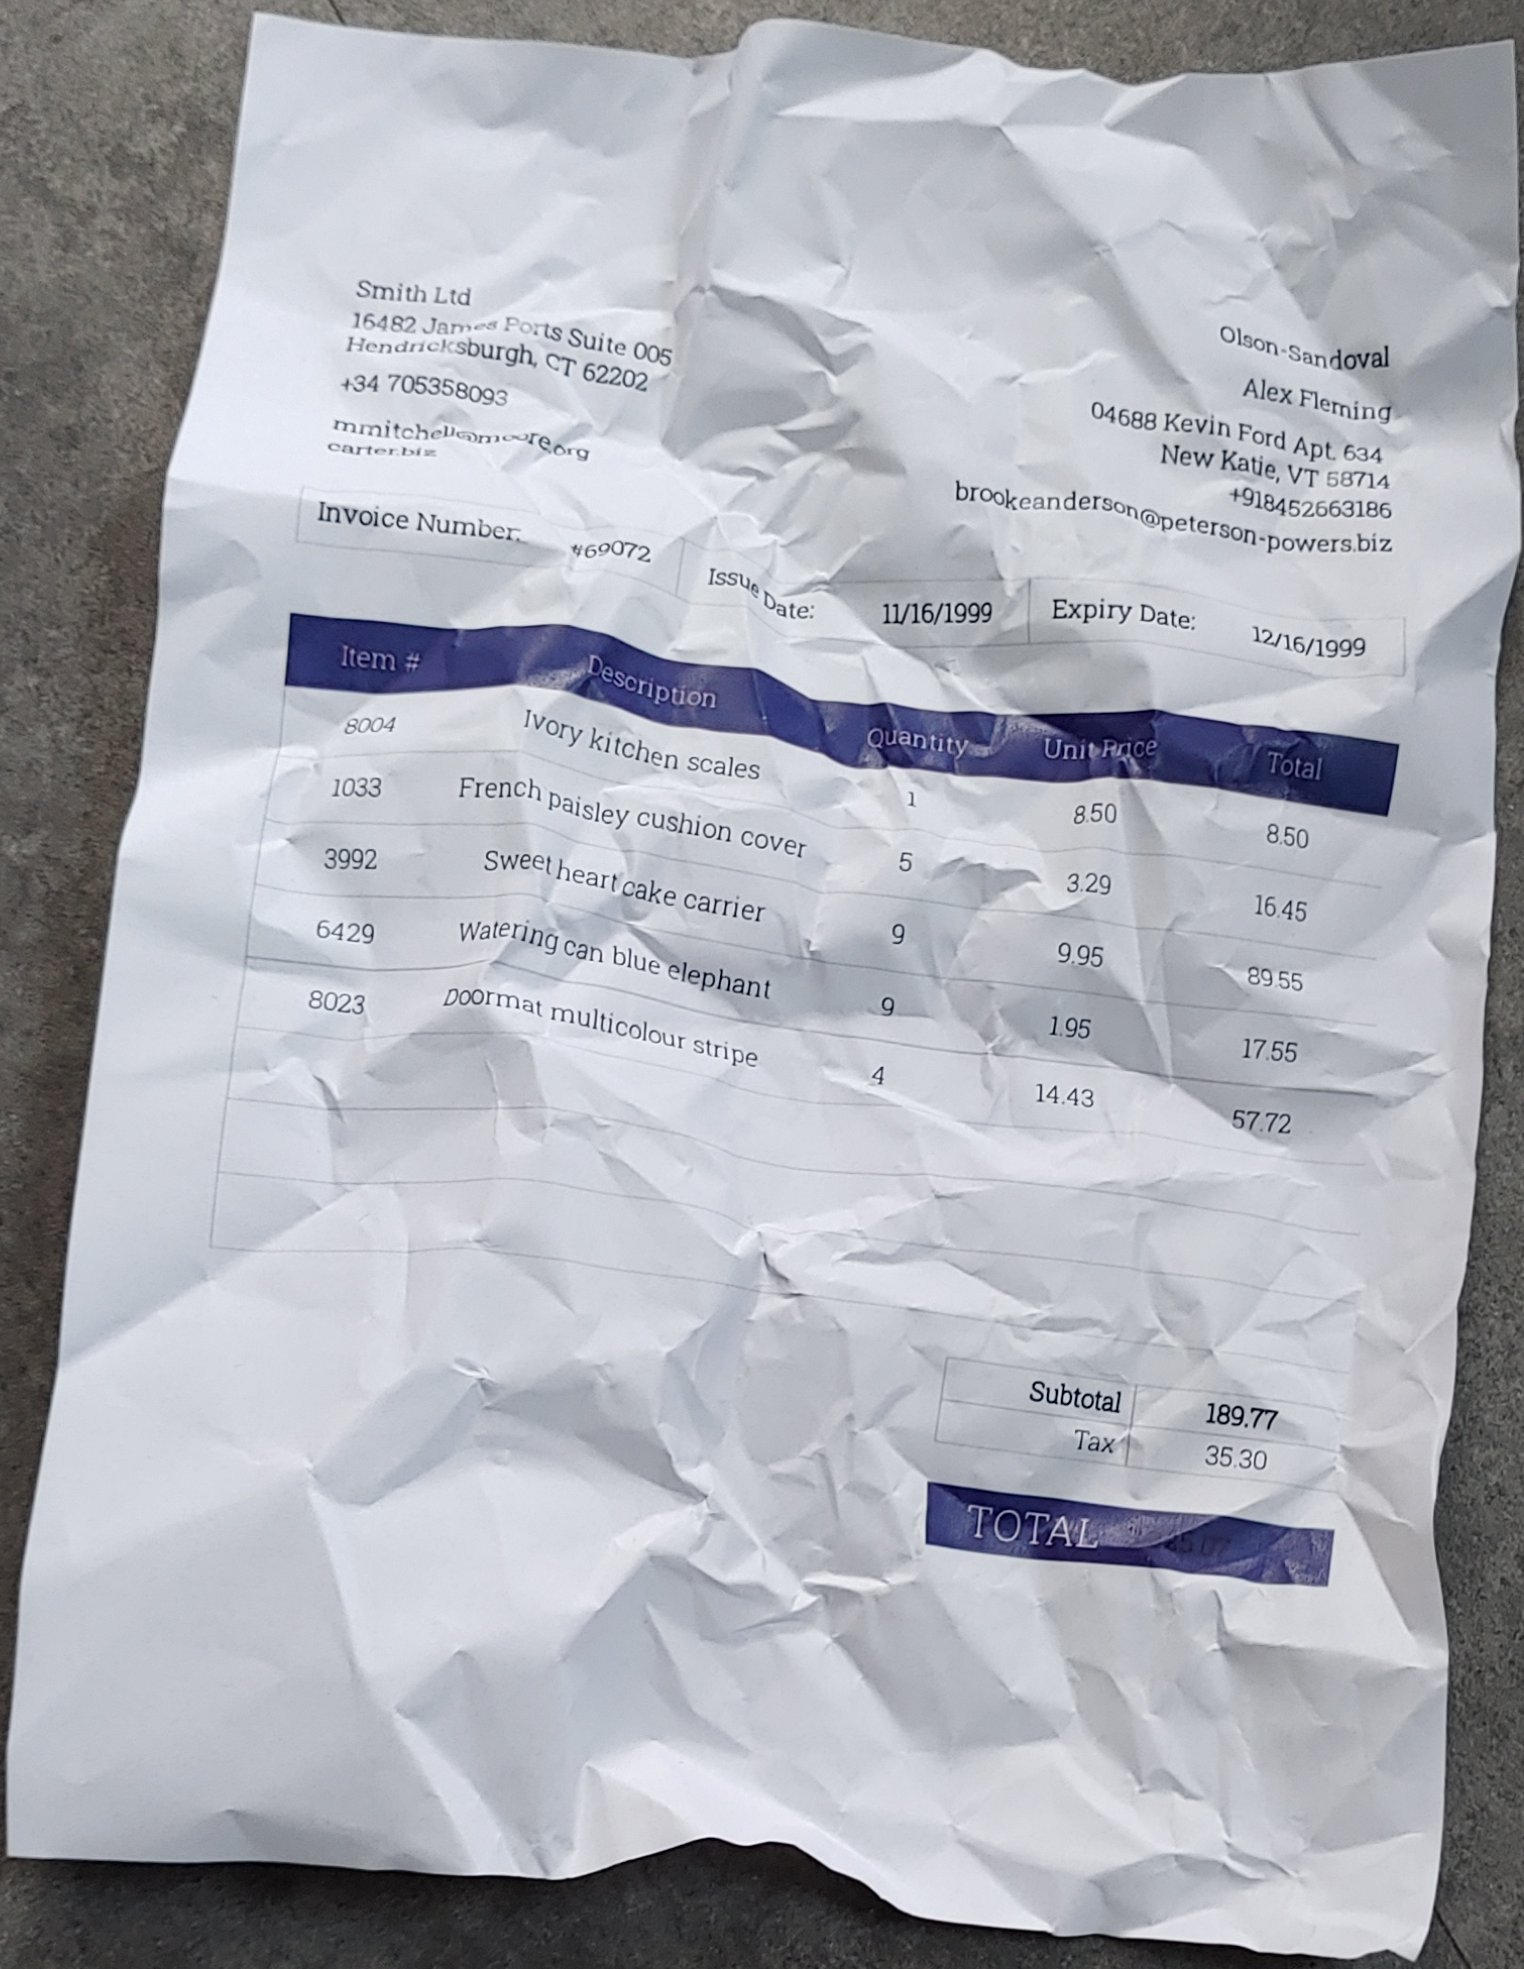 Smith Ltd
16482 James Ports Suite 005
Hendricksburgh, CT 62202
+34 705358093
mmitchell@moore.org
carter.biz
Olson-Sandoval
Alex Fleming
04688 Kevin Ford Apt. 634
New Katie, VT 58714
+918452663186
brookeanderson@peterson-powers.biz
Invoice Number: #69072 Issue Date: 11/16/1999 Expiry Date: 12/16/1999
Item # Description Quantity Unit Price Total
8004 Ivory kitchen scales 1 8.50 8.50
1033 French paisley cushion cover 5 3.29 16.45
3992 Sweetheart cake carrier 9 9.95 89.55
6429 Watering can blue elephant 9 1.95 17.55
8023 Doormat multicolour stripe 4 14.43 57.72
Subtotal 189.77
Tax 35.30
TOTAL